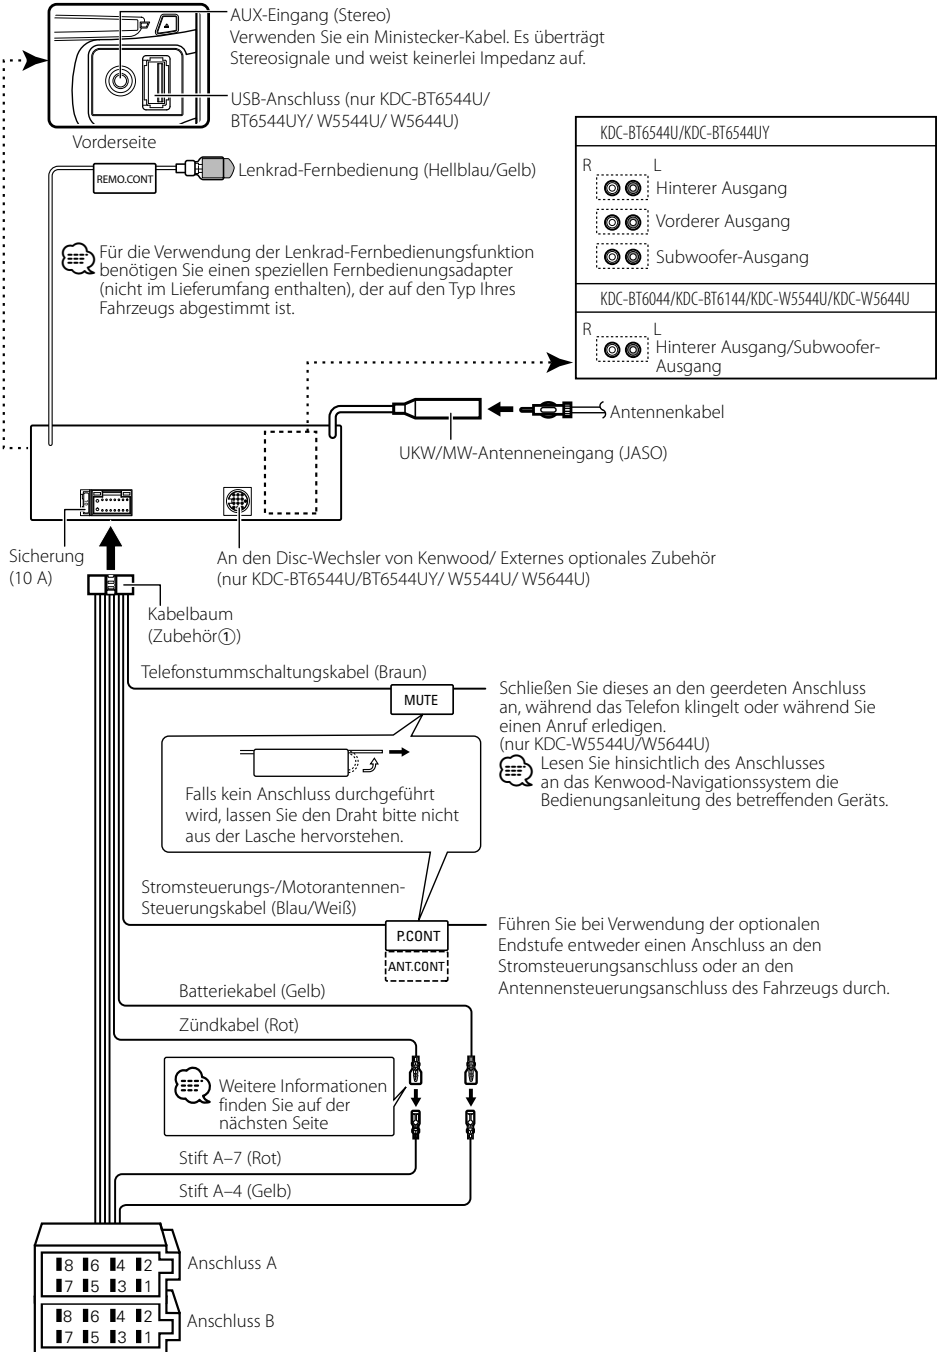 AUX-Eingang (Stereo)
Verwenden Sie ein Ministecker-Kabel. Es überträgt
Stereosignale und weist keinerlei Impedanz auf.
USB-Anschluss (nur KDC-BT6544U/
BT6544UY/ W5544U/ W5644U)
Vorderseite
REMO.CONT
Lenkrad-Fernbedienung (Hellblau/Gelb)
Für die Verwendung der Lenkrad-Fernbedienungsfunktion
benötigen Sie einen speziellen Fernbedienungsadapter
(nicht im Lieferumfang enthalten), der auf den Typ Ihres
Fahrzeugs abgestimmt ist.
KDC-BT6544U/KDC-BT6544UY
R L
Hinterer Ausgang
Vorderer Ausgang
Subwoofer-Ausgang
KDC-BT6044/KDC-BT6144/KDC-W5544U/KDC-W5644U
R L
Hinterer Ausgang/Subwoofer-
Ausgang
Antennenkabel
UKW/MW-Antenneneingang (JASO)
Sicherung
(10 A)
An den Disc-Wechsler von Kenwood/ Externes optionales Zubehör
(nur KDC-BT6544U/BT6544UY/ W5544U/ W5644U)
Kabelbaum
(Zubehör①)
Telefonstummschaltungskabel (Braun)
MUTE
Schließen Sie dieses an den geerdeten Anschluss
an, während das Telefon klingelt oder während Sie
einen Anruf erledigen.
(nur KDC-W5544U/W5644U)
Lesen Sie hinsichtlich des Anschlusses
an das Kenwood-Navigationssystem die
Bedienungsanleitung des betreffenden Geräts.
Falls kein Anschluss durchgeführt
wird, lassen Sie den Draht bitte nicht
aus der Lasche hervorstehen.
Stromsteuerungs-/Motorantennen-
Steuerungskabel (Blau/Weiß)
P.CONT
ANT.CONT
Führen Sie bei Verwendung der optionalen
Endstufe entweder einen Anschluss an den
Stromsteuerungsanschluss oder an den
Antennensteuerungsanschluss des Fahrzeugs durch.
Batteriekabel (Gelb)
Zündkabel (Rot)
Weitere Informationen
finden Sie auf der
nächsten Seite
Stift A–7 (Rot)
Stift A–4 (Gelb)
8 6 4 2
7 5 3 1
Anschluss A
8 6 4 2
7 5 3 1
Anschluss B